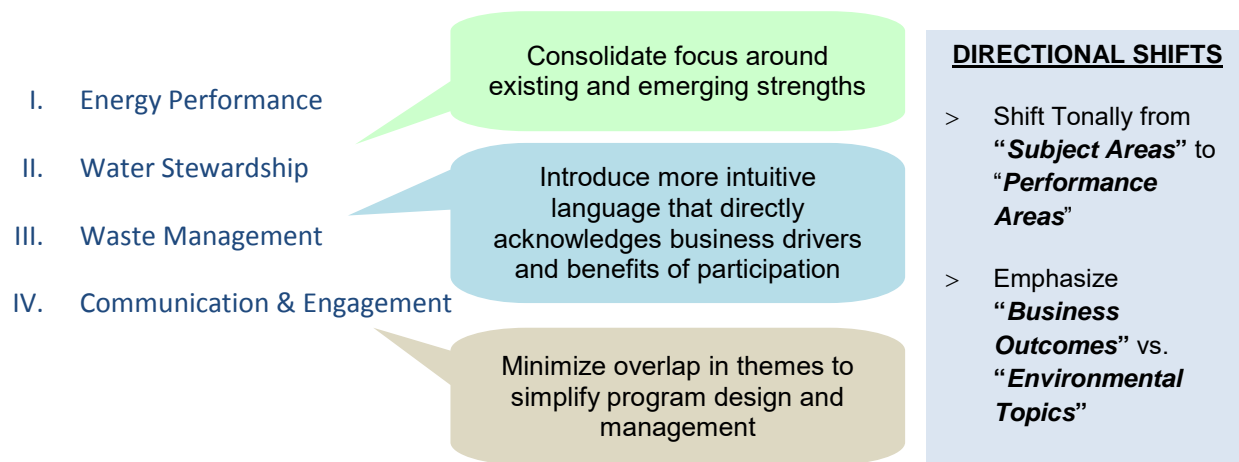 I. Energy Performance
II. Water Stewardship
III. Waste Management
IV. Communication & Engagement
Consolidate focus around
existing and emerging strengths
Introduce more intuitive
language that directly
acknowledges business drivers
and benefits of participation
Minimize overlap in themes to
simplify program design and
management
DIRECTIONAL SHIFTS
> Shift Tonally from
“Subject Areas” to
“Performance
Areas”
> Emphasize
“Business
Outcomes” vs.
“Environmental
Topics”